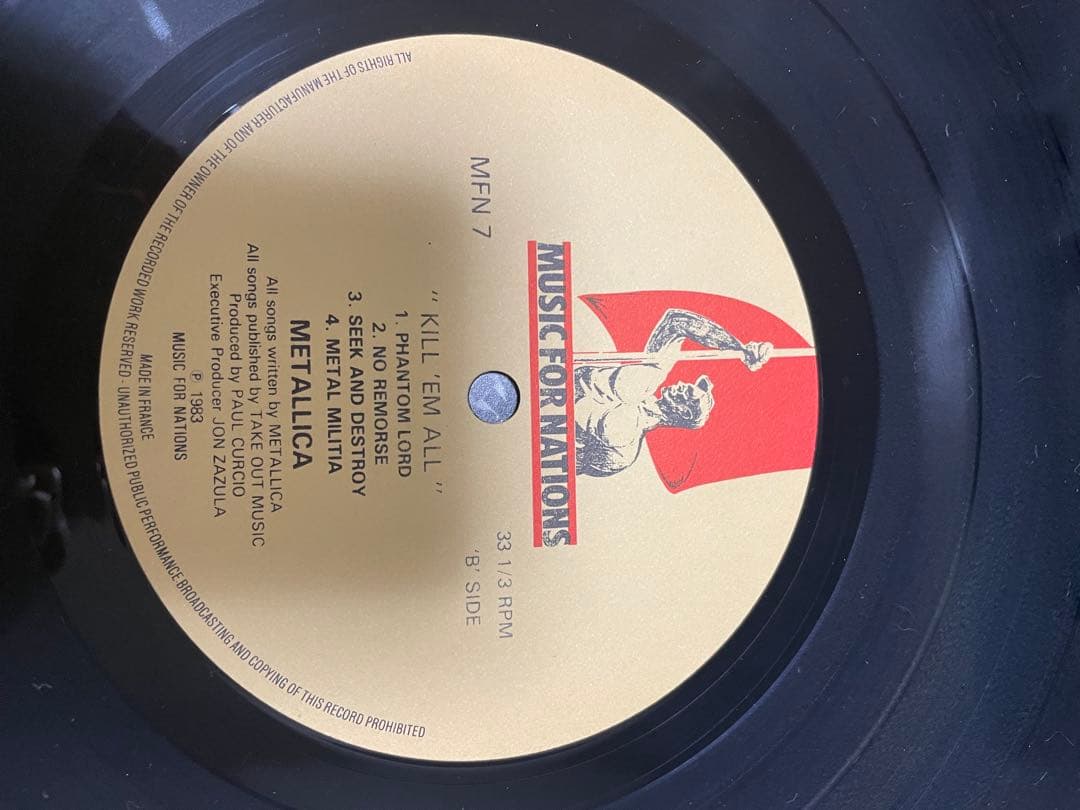 MUSIC FOR NATIONS
MFN 7
33 1/3 RPM
'B' SIDE
" KILL 'EM ALL "
1. PHANTOM LORD
2. NO REMORSE
3. SEEK AND DESTROY
4. METAL MILITIA
METALLICA
All songs written by METALLICA
All songs published by TAKE OUT MUSIC
Produced by PAUL CURCIO
Executive Producer JON ZAZULA
℗ 1983
MUSIC FOR NATIONS
MADE IN FRANCE
ALL RIGHTS OF THE MANUFACTURER AND OF THE OWNER OF THE RECORDED WORK RESERVED - UNAUTHORIZED PUBLIC PERFORMANCE BROADCASTING AND COPYING OF THIS RECORD PROHIBITED